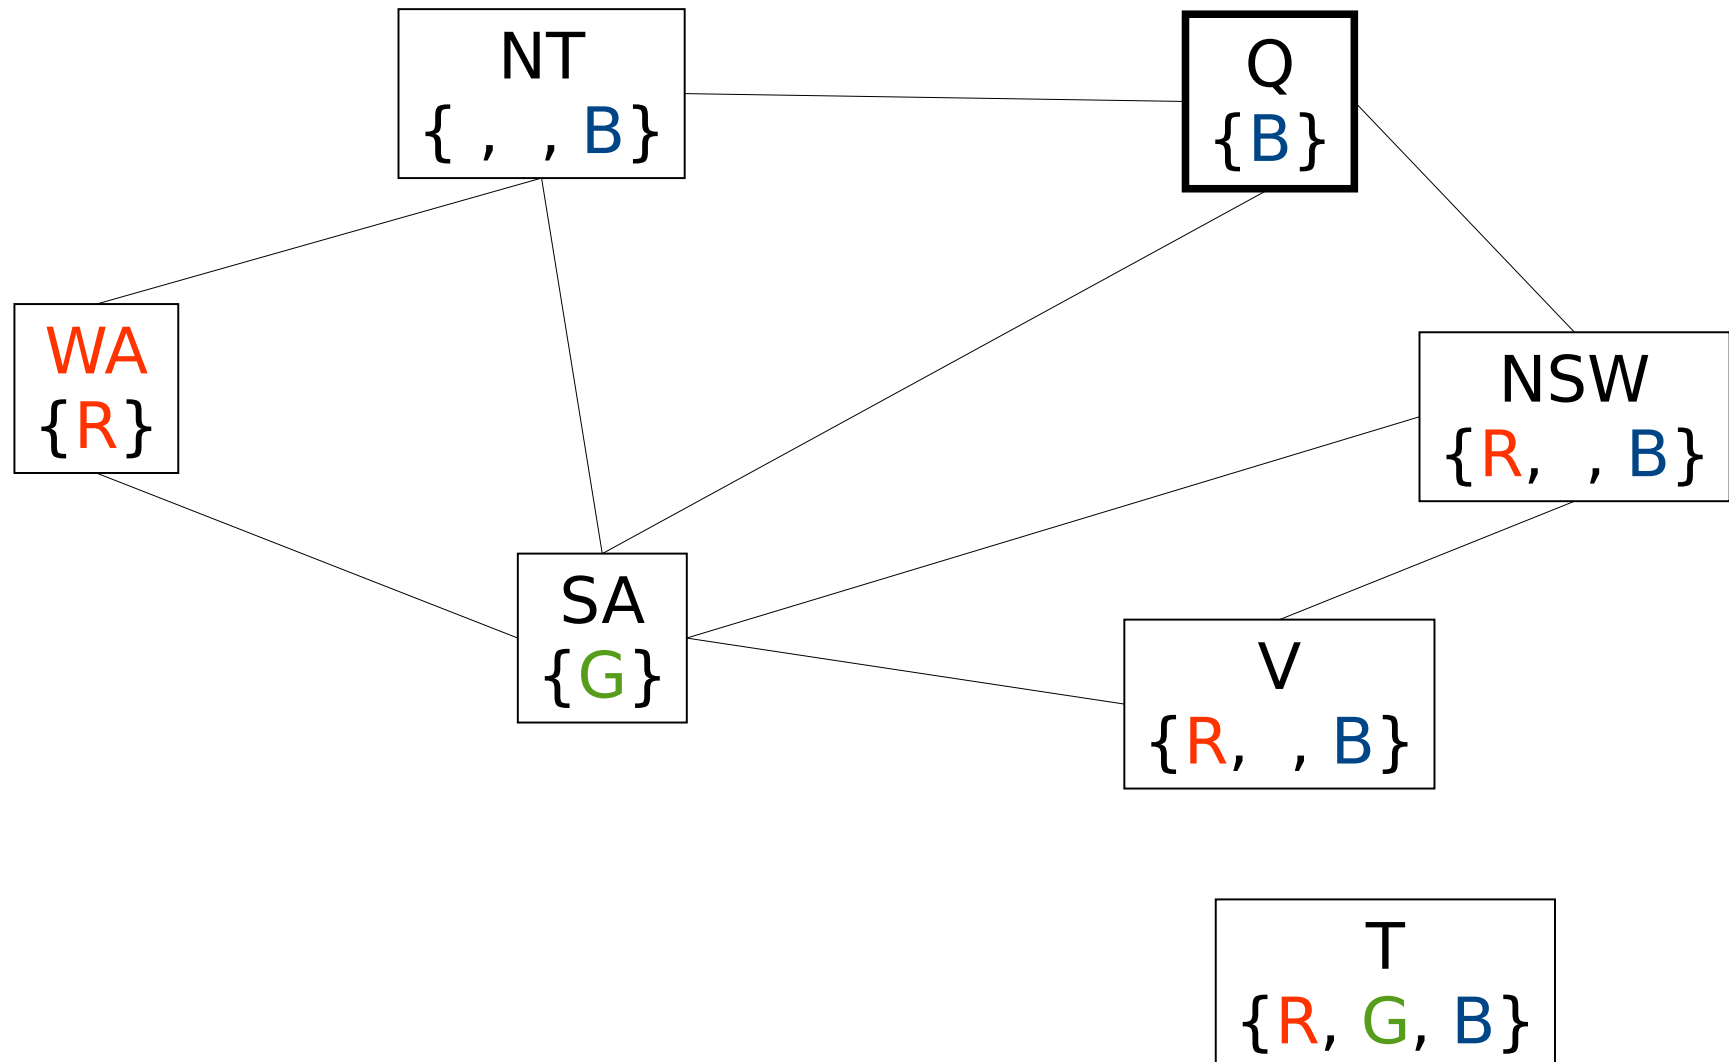 NT
{ , , B}
Q
{B}
WA
{R}
NSW
{R, , B}
SA
{G}
V
{R, , B}
T
{R, G, B}